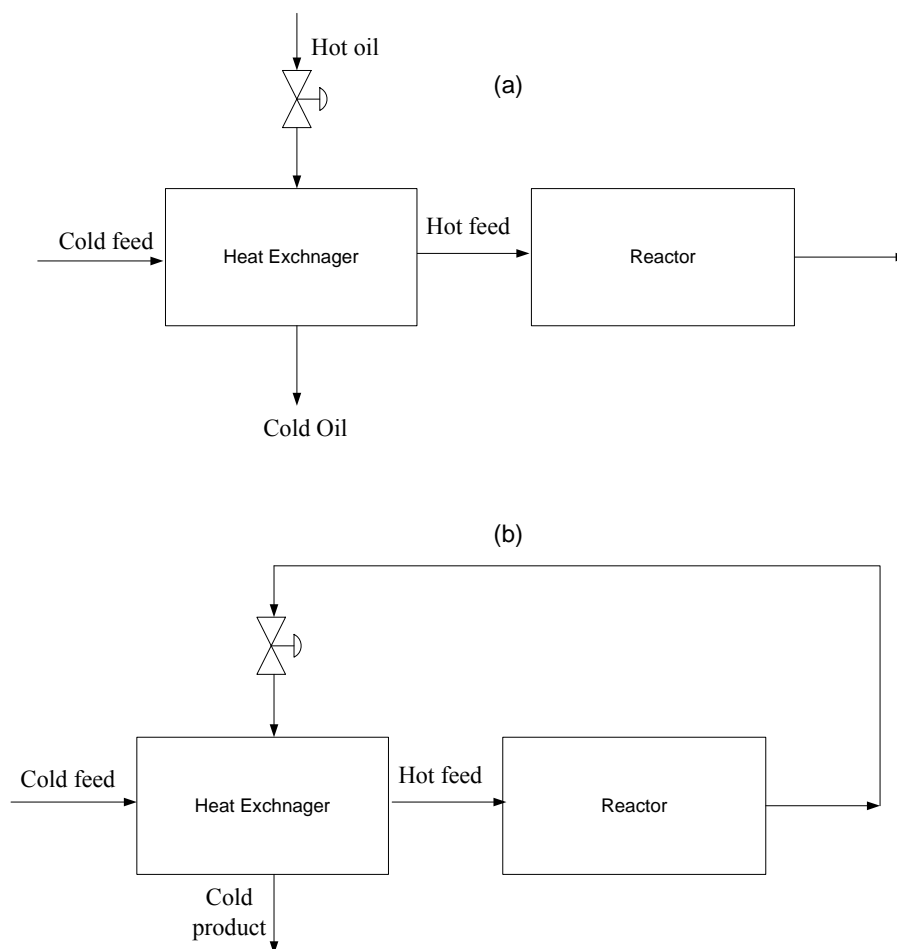 Hot oil
(a)
Cold feed
Heat Exchnager
Hot feed
Reactor
Cold Oil
(b)
Cold feed
Heat Exchnager
Hot feed
Reactor
Cold
product